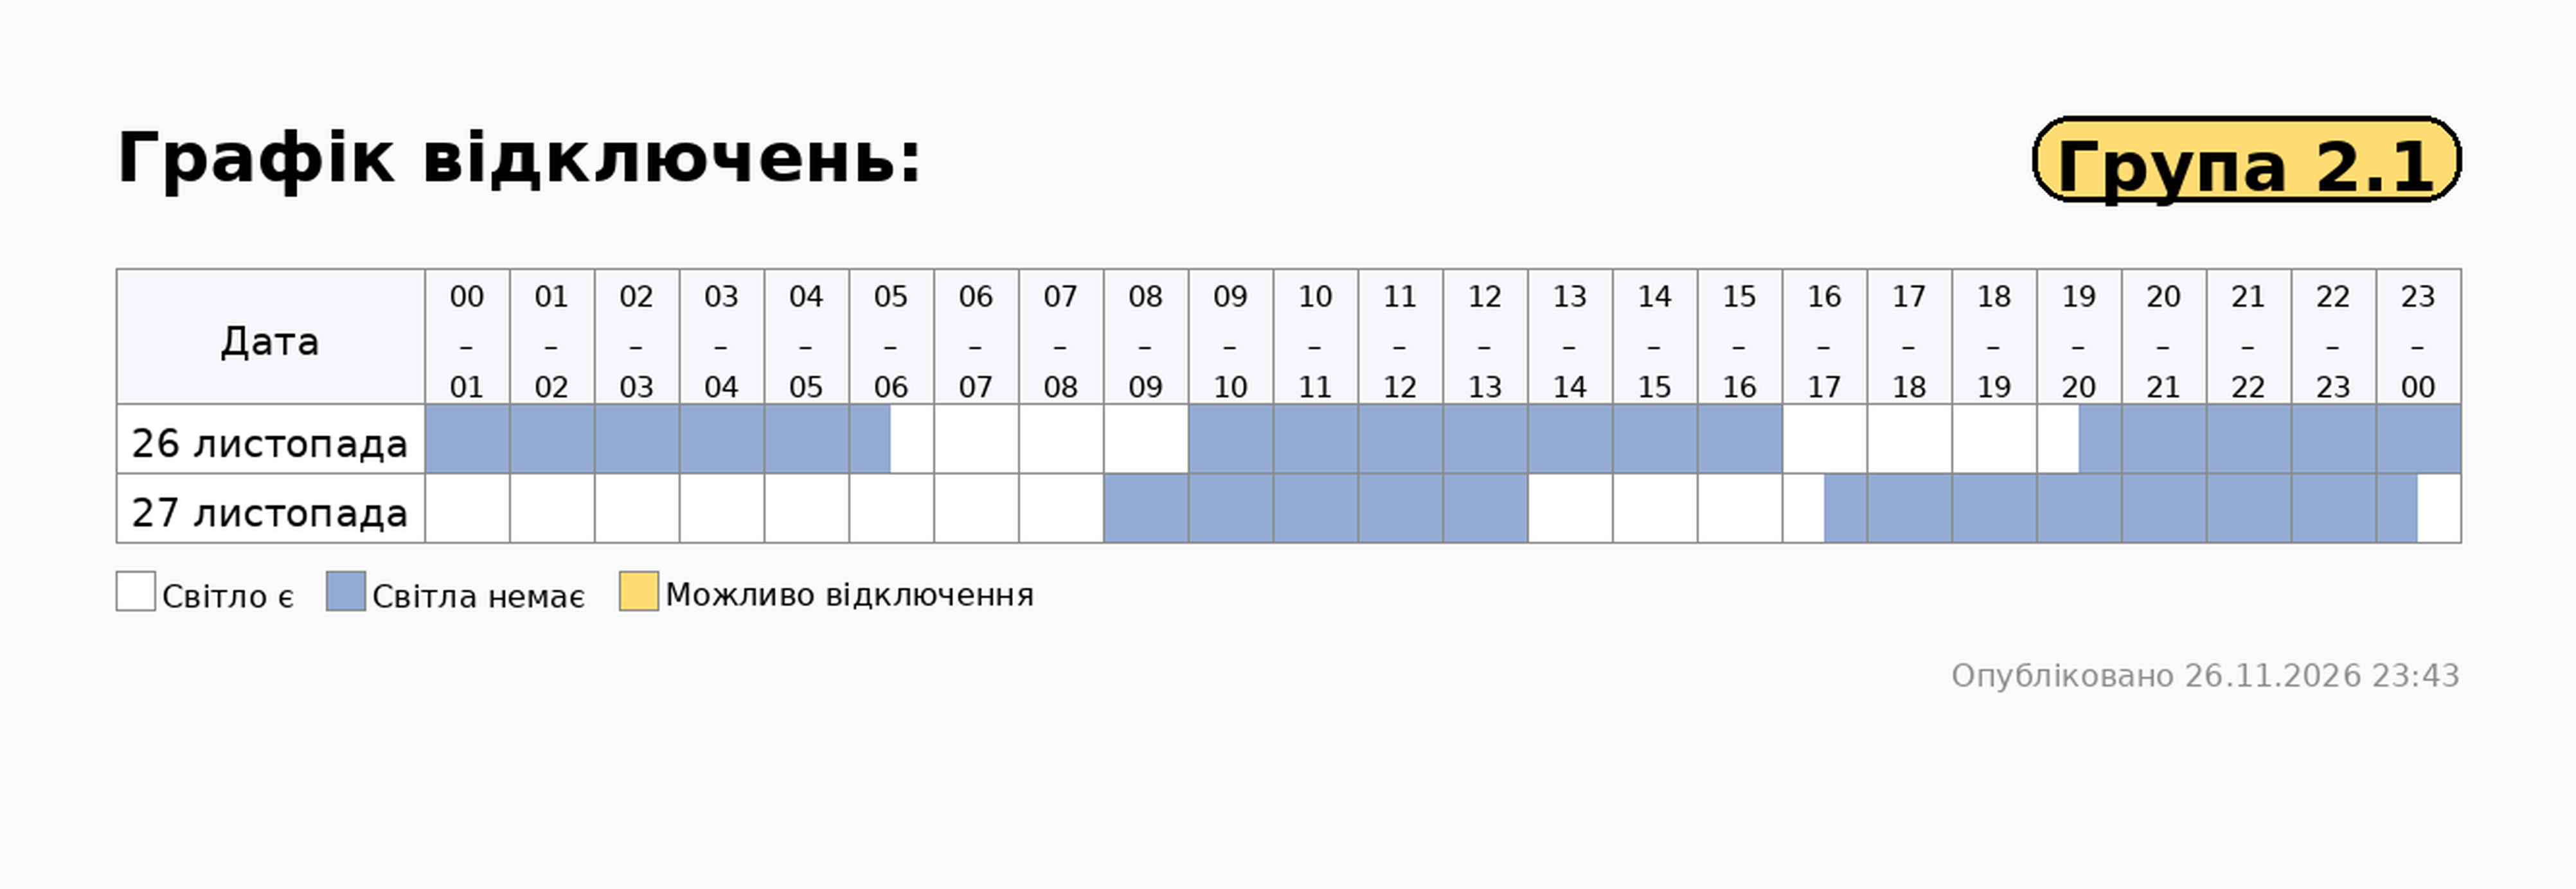 Графік відключень:
Група 2.1
Дата
00 – 01
01 – 02
02 – 03
03 – 04
04 – 05
05 – 06
06 – 07
07 – 08
08 – 09
09 – 10
10 – 11
11 – 12
12 – 13
13 – 14
14 – 15
15 – 16
16 – 17
17 – 18
18 – 19
19 – 20
20 – 21
21 – 22
22 – 23
23 – 00
26 листопада
27 листопада
Світло є
Світла немає
Можливо відключення
Опубліковано 26.11.2026 23:43